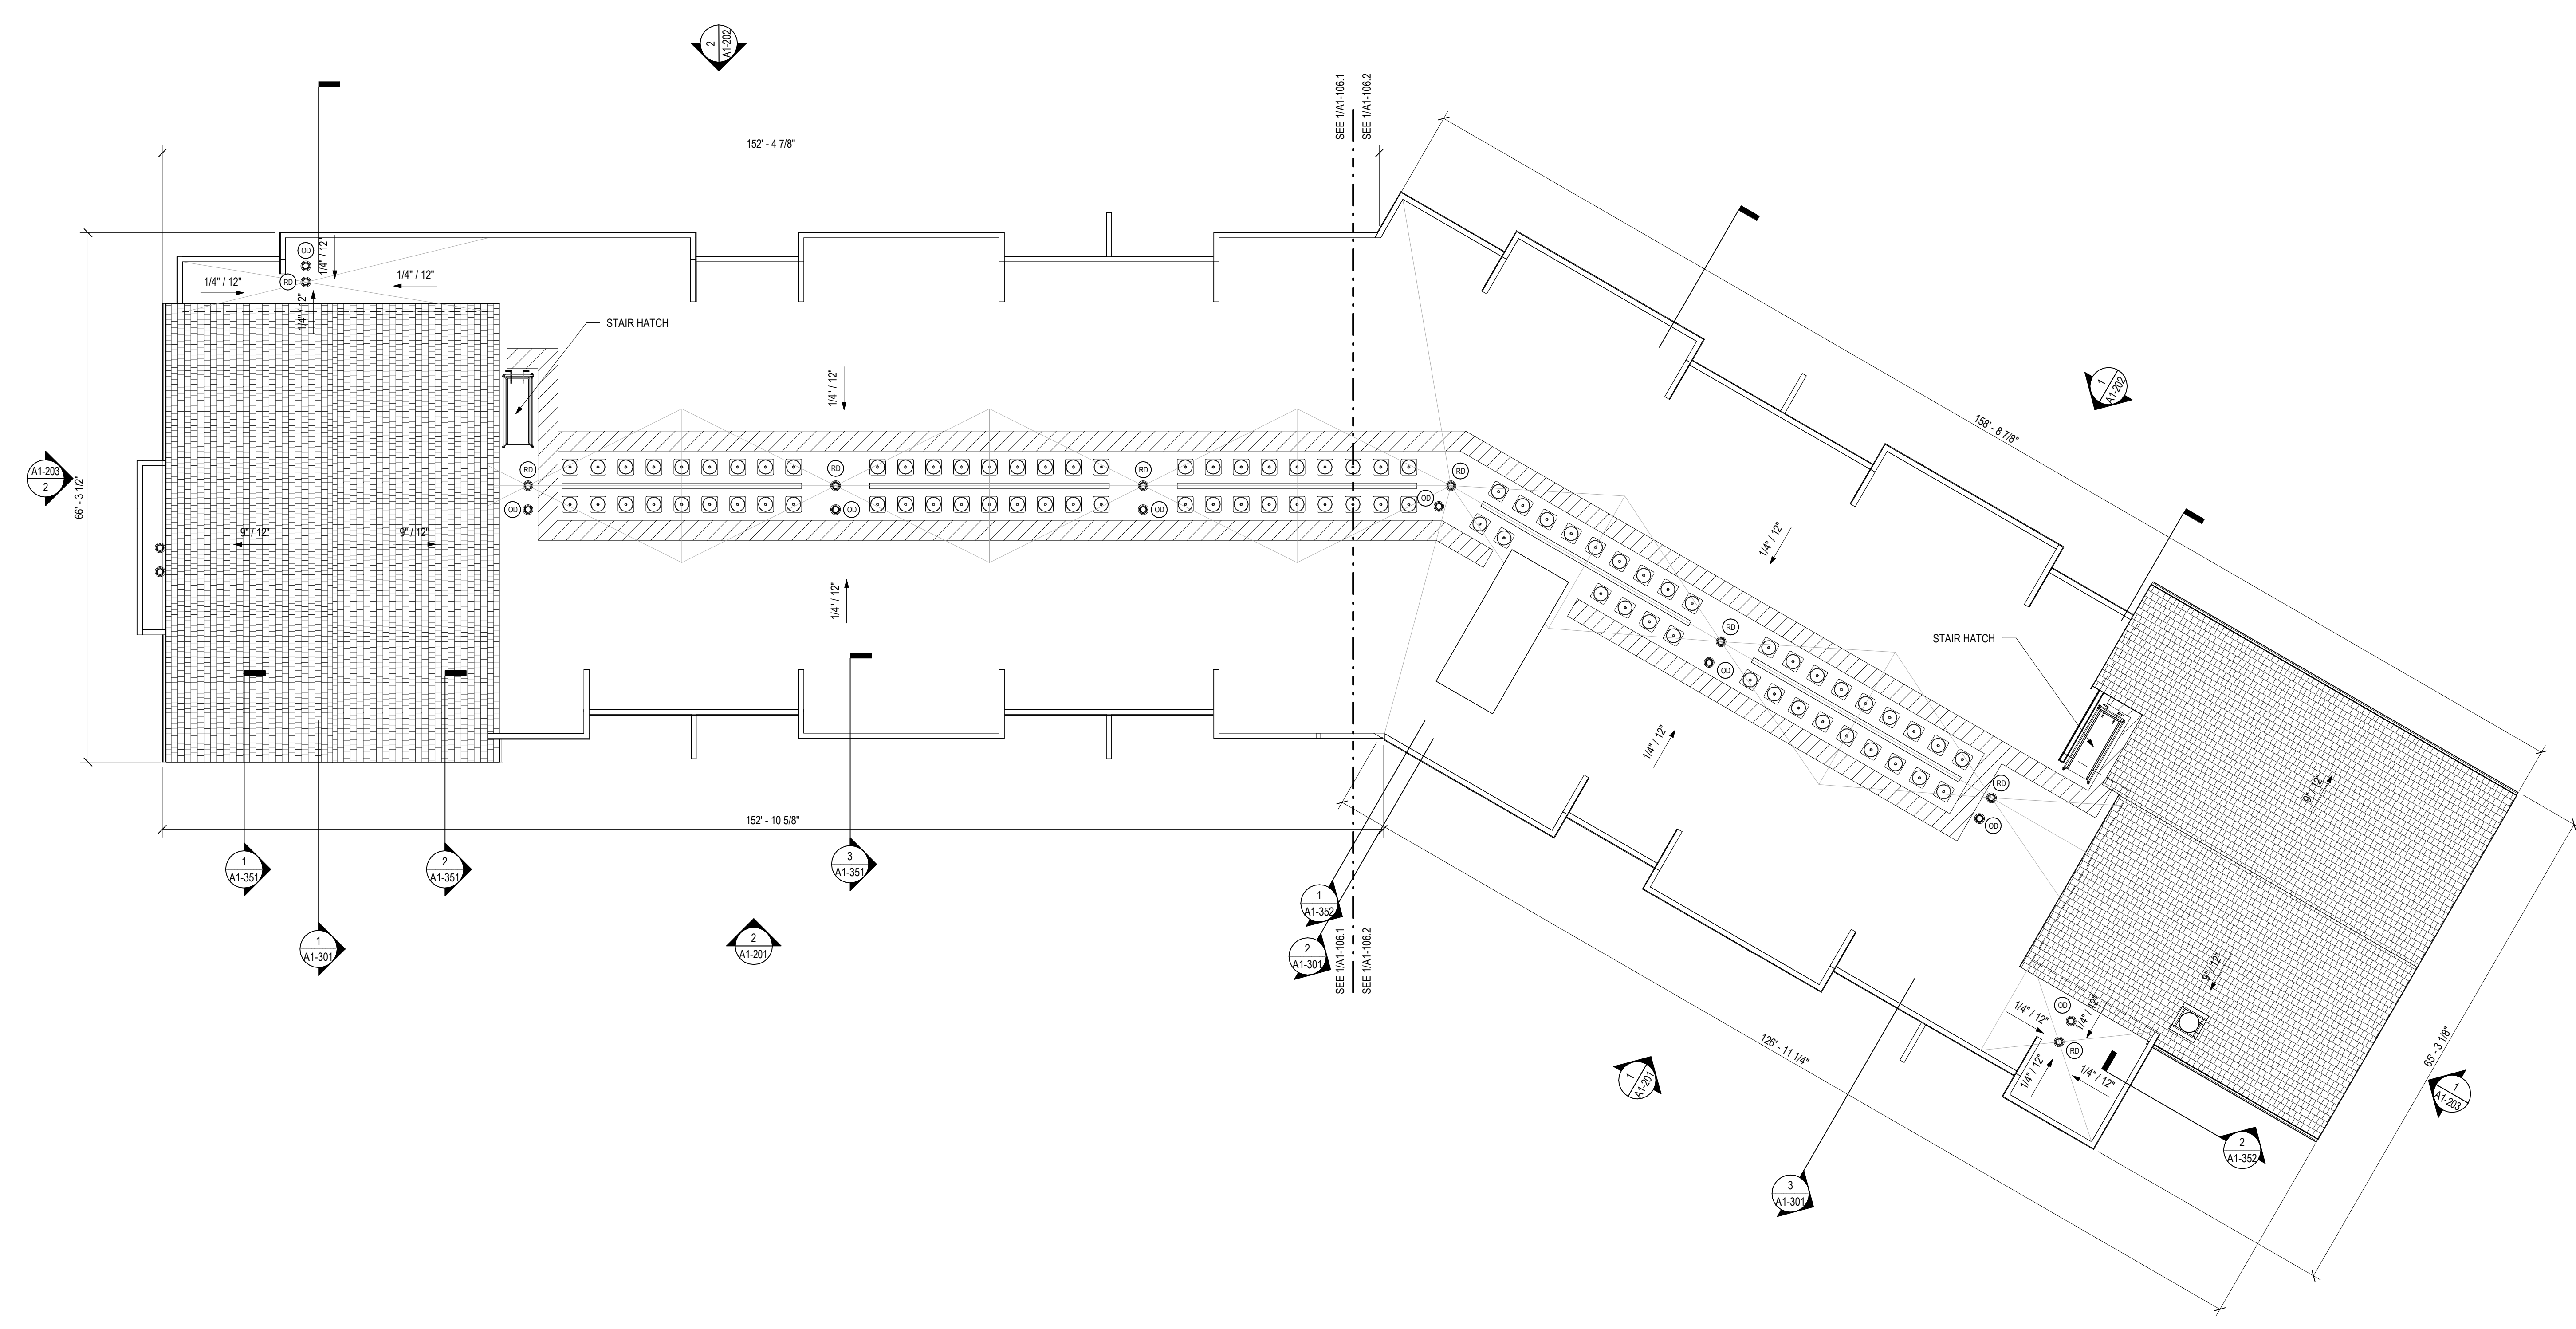 2
A1-202
SEE 1/A1-106.1
SEE 1/A1-106.2
152' - 4 7/8"
OD
1/4" / 12"
RD
1/4" / 12"
1/4" / 12"
STAIR HATCH
1/4" / 12"
1
A1-202
158' - 8 7/8"
A1-203
2
66' - 3 1/2"
RD
RD
RD
RD
OD
OD
OD
OD
9" / 12"
9" / 12"
1/4" / 12"
1/4" / 12"
RD
OD
STAIR HATCH
1/4" / 12"
RD
OD
9" / 12"
152' - 10 5/8"
1
A1-351
2
A1-351
3
A1-351
1
A1-352
1
A1-301
2
A1-201
2
A1-301
SEE 1/A1-106.1
SEE 1/A1-106.2
9" / 12"
OD
1/4" / 12"
1/4" / 12"
RD
1/4" / 12"
1/4" / 12"
126' - 11 1/4"
65' - 3 1/8"
1
A1-201
1
A1-203
2
A1-352
3
A1-301